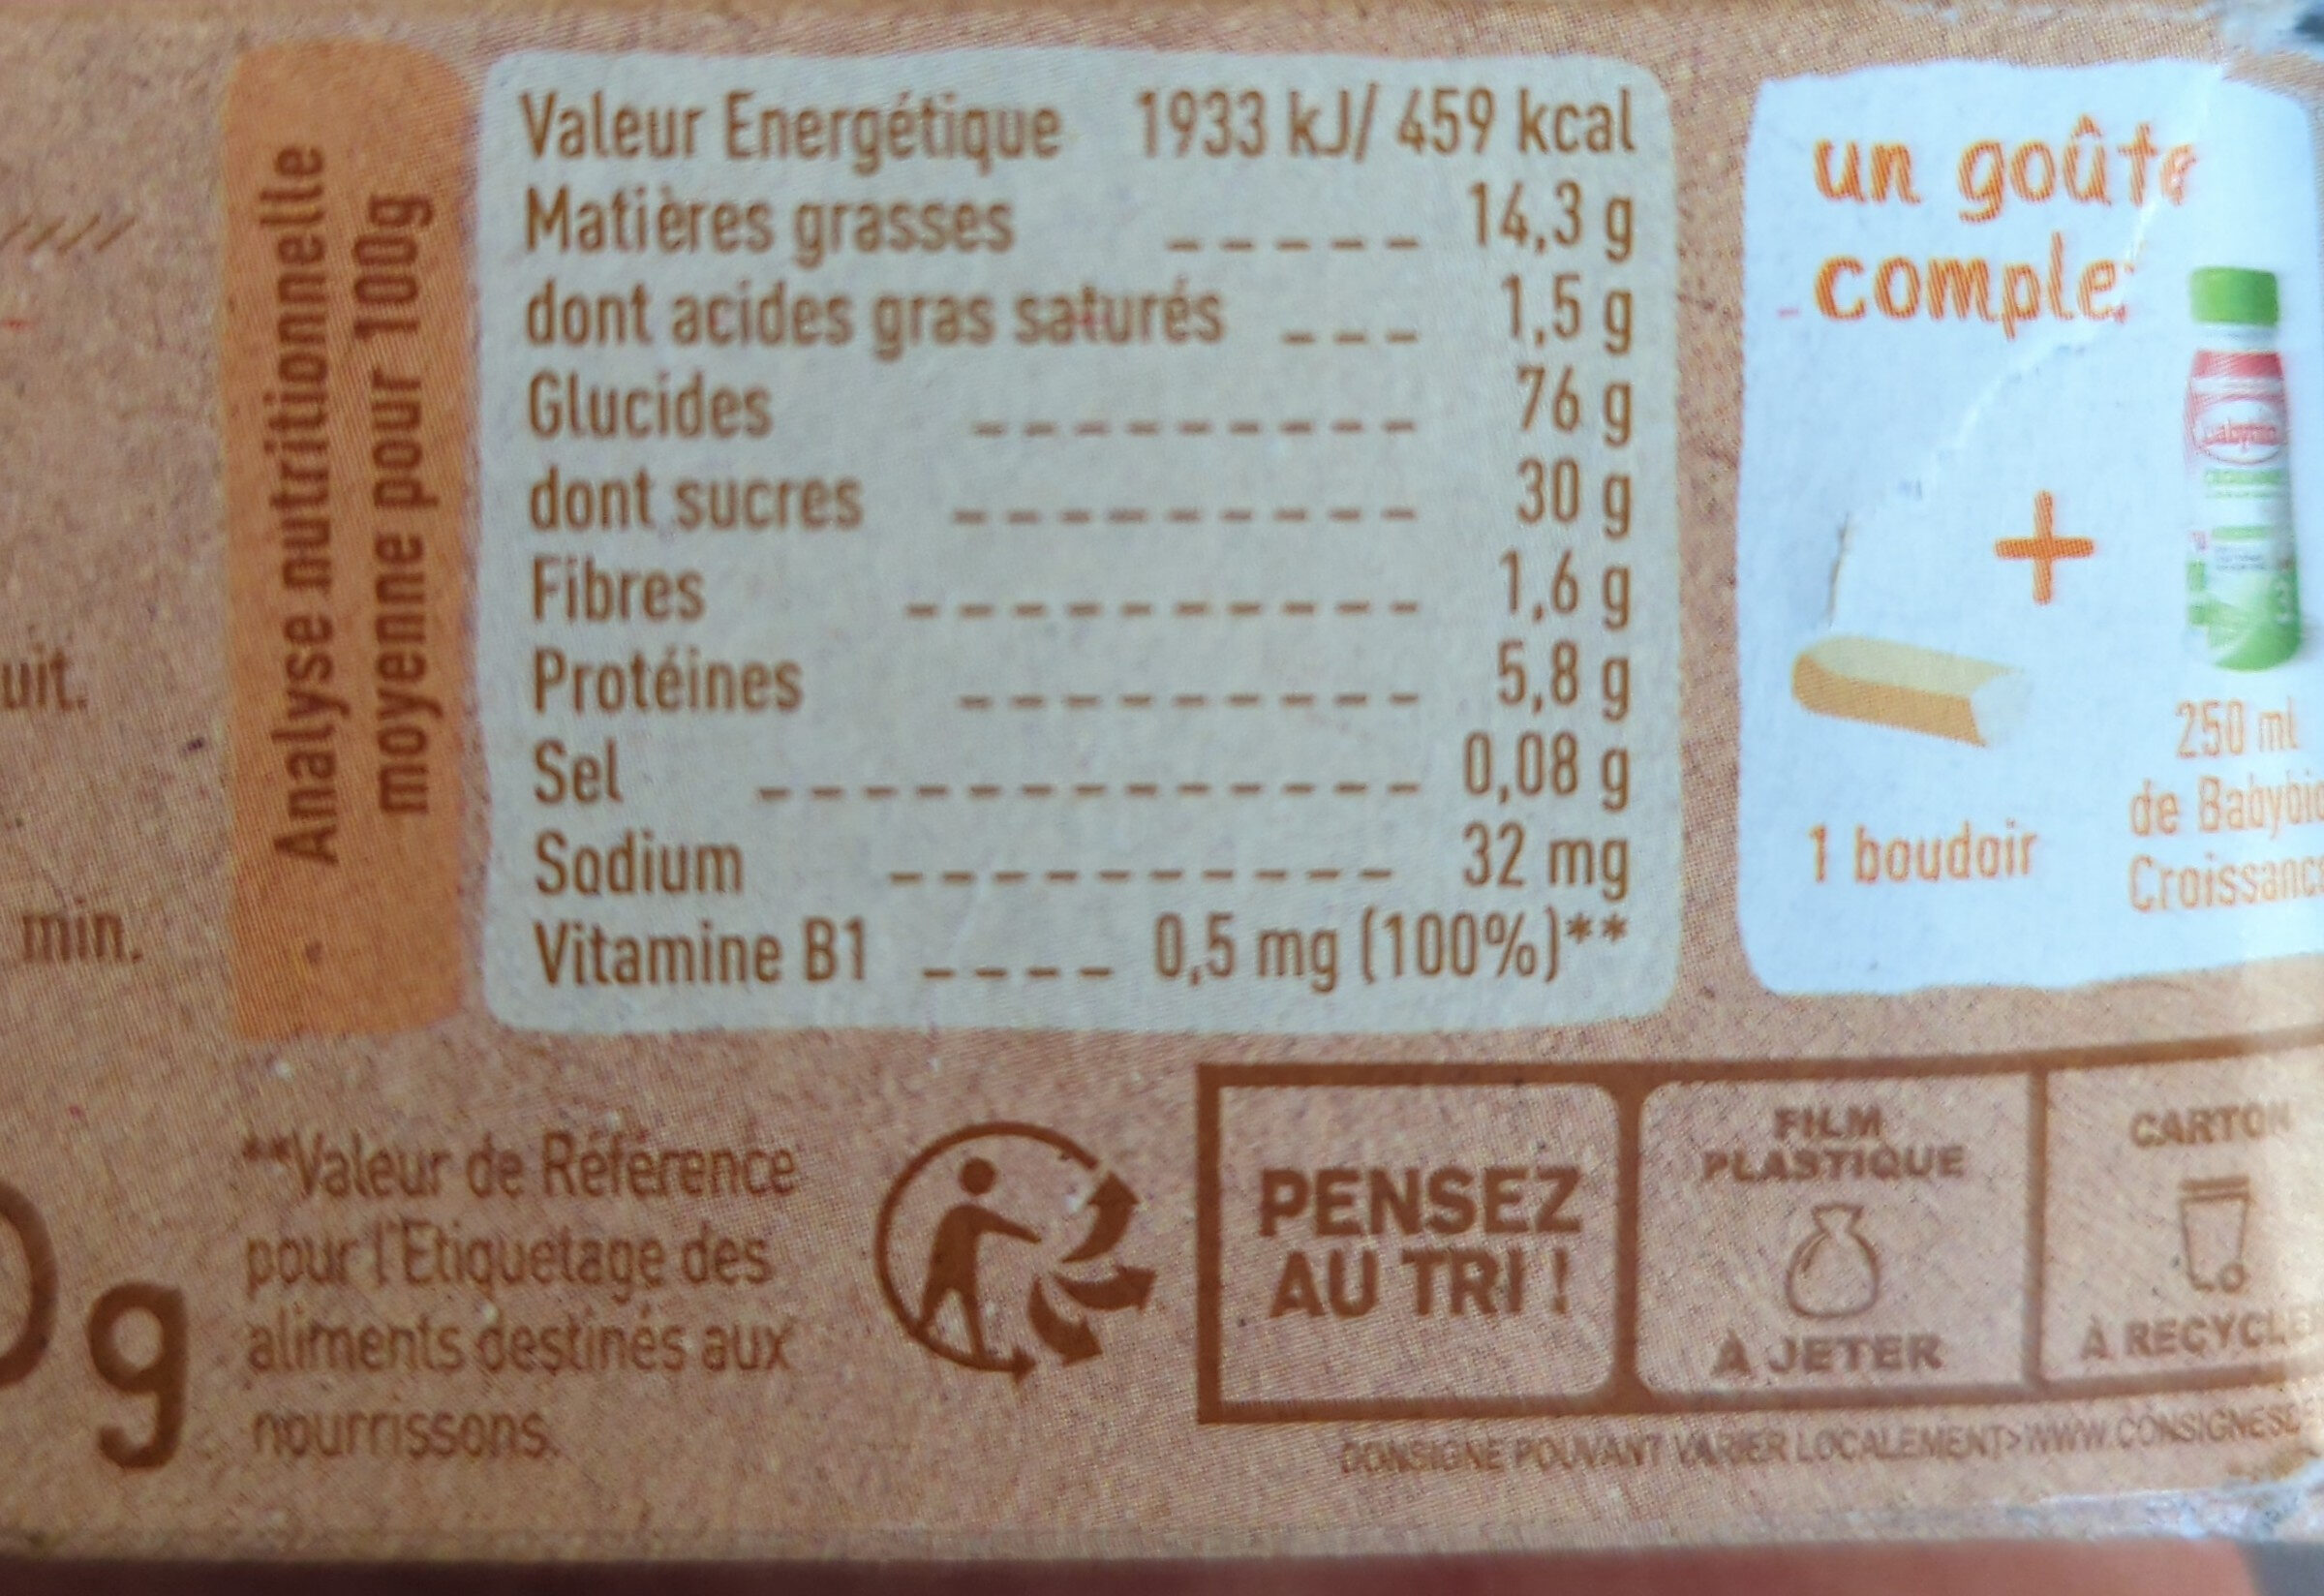 uit.
min.
g
Analyse nutritionnelle
moyenne pour 100g
Valeur Energétique 1933 kJ/ 459 kcal
Matières grasses ----- 14,3 g
dont acides gras saturés --- 1,5 g
Glucides --------- 76 g
dont sucres --------- 30 g
Fibres ---------- 1,6 g
Protéines --------- 5,8 g
Sel ------------- 0,08 g
Sodium ---------- 32 mg
Vitamine B1 ---- 0,5 mg (100%)**
**Valeur de Référence
pour l'Etiquetage des
aliments destinés aux
nourrissons.
un goûte
comple
+
1 boudoir
250 ml
de Babybi
Croissance
PENSEZ
AU TRI !
FILM
PLASTIQUE
À JETER
CARTON
À RECYCLE
CONSIGNE POUVANT VARIER LOCALEMENT>WWW.CONSIGNESD